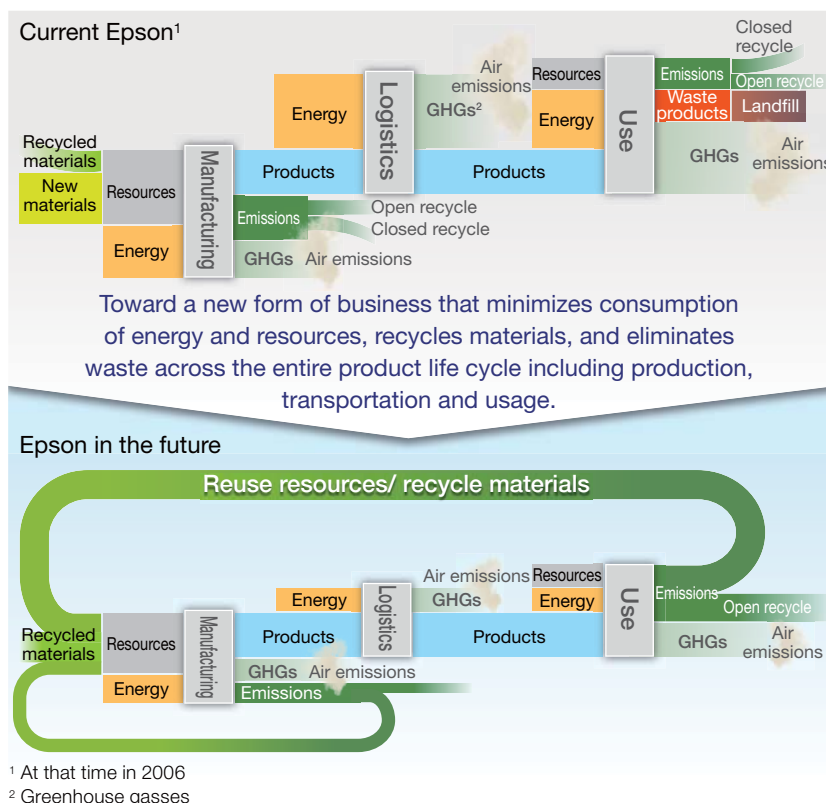 Current Epson¹
Closed
recycle
Air
emissions
Resources
Emissions
Open recycle
Energy
Logistics
GHGs²
Energy
Use
Waste
products
Landfill
Recycled
materials
Manufacturing
Products
Products
GHGs
Air
emissions
New
materials
Resources
Emissions
Open recycle
Closed recycle
Energy
GHGs
Air emissions
Toward a new form of business that minimizes consumption
of energy and resources, recycles materials, and eliminates
waste across the entire product life cycle including production,
transportation and usage.
Epson in the future
Reuse resources/ recycle materials
Air emissions
Resources
Emissions
Energy
Logistics
GHGs
Energy
Use
Open recycle
Recycled
materials
Resources
Manufacturing
Products
Products
GHGs
Air
emissions
GHGs
Air emissions
Energy
Emissions
¹ At that time in 2006
² Greenhouse gasses